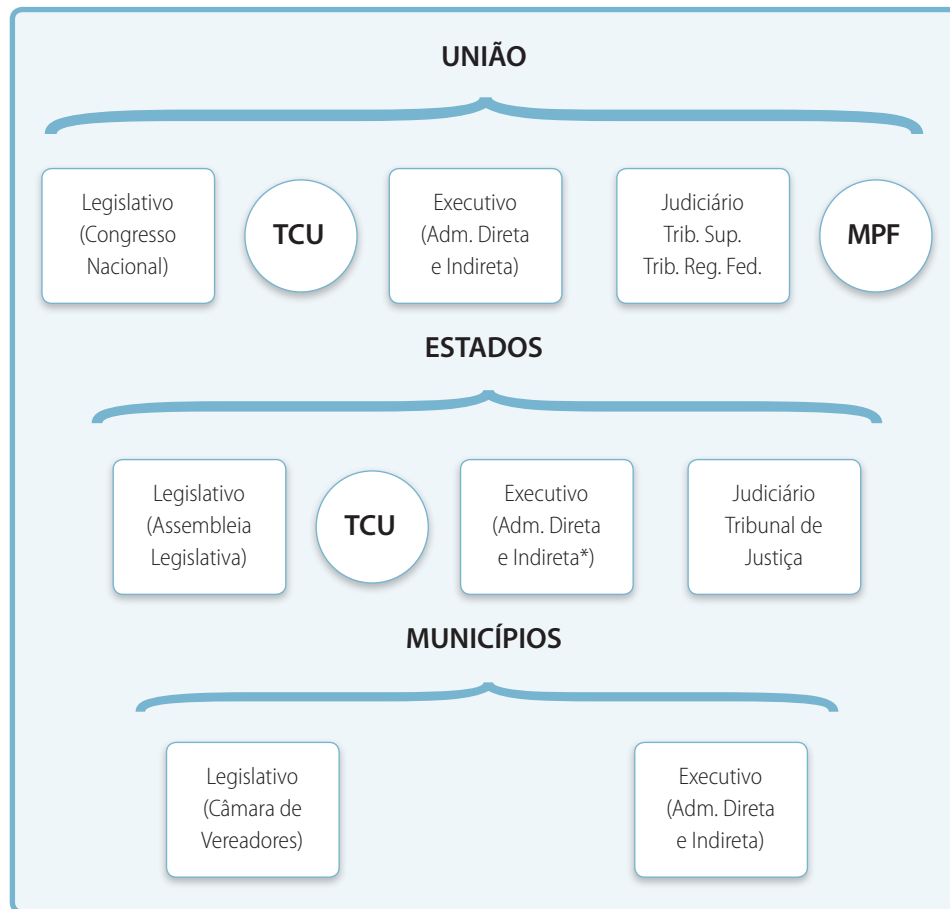 UNIÃO
Legislativo
(Congresso
Nacional)
TCU
Executivo
(Adm. Direta
e Indireta)
Judiciário
Trib. Sup.
Trib. Reg. Fed.
MPF
ESTADOS
Legislativo
(Assembleia
Legislativa)
TCU
Executivo
(Adm. Direta
e Indireta*)
Judiciário
Tribunal de
Justiça
MUNICÍPIOS
Legislativo
(Câmara de
Vereadores)
Executivo
(Adm. Direta
e Indireta)